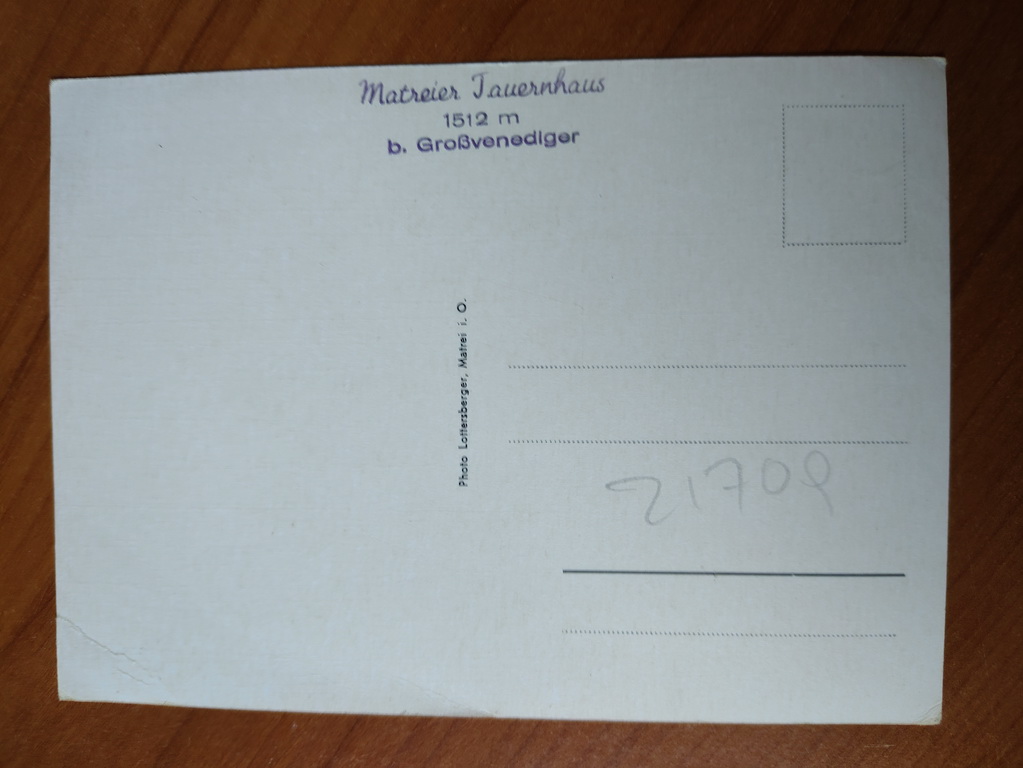 Matreier Tauernhaus
1512 m
b. Großvenediger
Photo Lottersberger, Matrei i. O.
21709